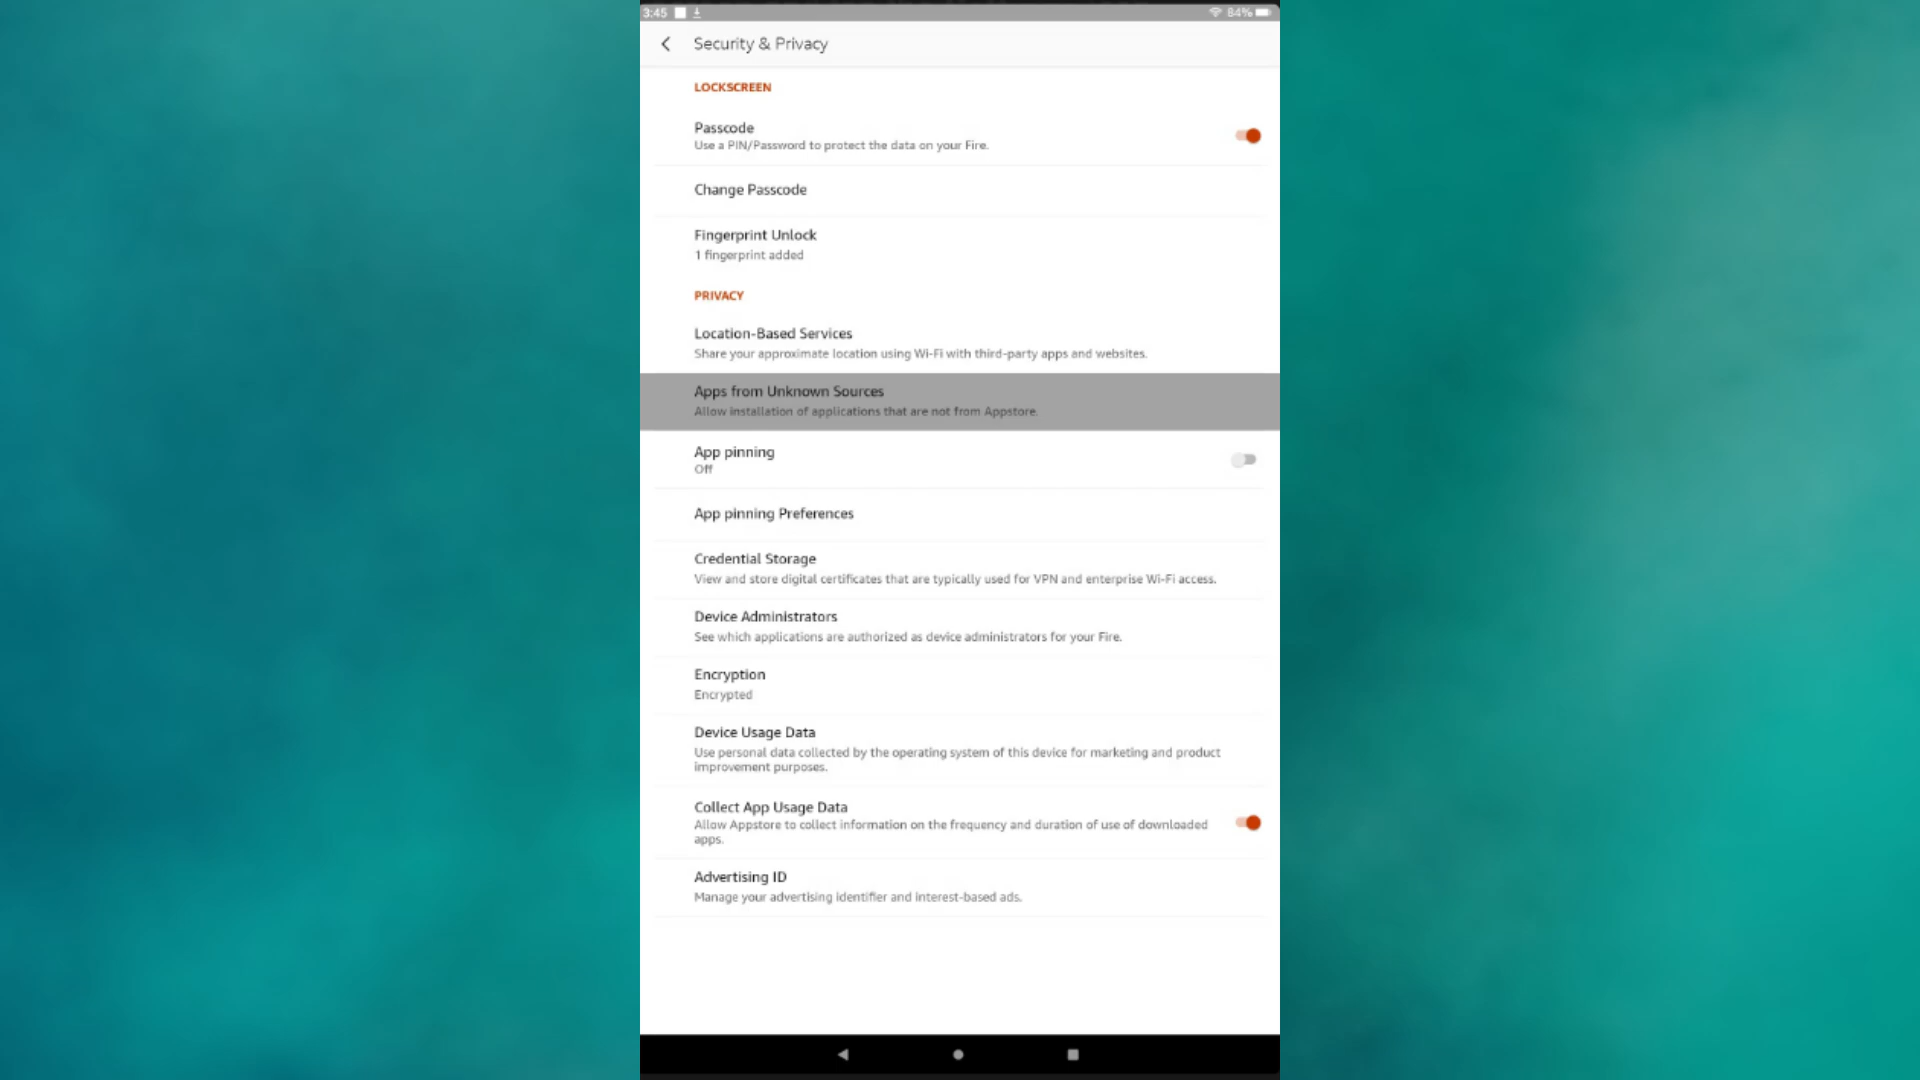 3:45
84%
Security & Privacy
LOCKSCREEN
Passcode
Use a PIN/Password to protect the data on your Fire.
Change Passcode
Fingerprint Unlock
1 fingerprint added
PRIVACY
Location-Based Services
Share your approximate location using Wi-Fi with third-party apps and websites.
Apps from Unknown Sources
Allow installation of applications that are not from Appstore.
App pinning
Off
App pinning Preferences
Credential Storage
View and store digital certificates that are typically used for VPN and enterprise Wi-Fi access.
Device Administrators
See which applications are authorized as device administrators for your Fire.
Encryption
Encrypted
Device Usage Data
Use personal data collected by the operating system of this device for marketing and product
improvement purposes.
Collect App Usage Data
Allow Appstore to collect information on the frequency and duration of use of downloaded
apps.
Advertising ID
Manage your advertising identifier and interest-based ads.